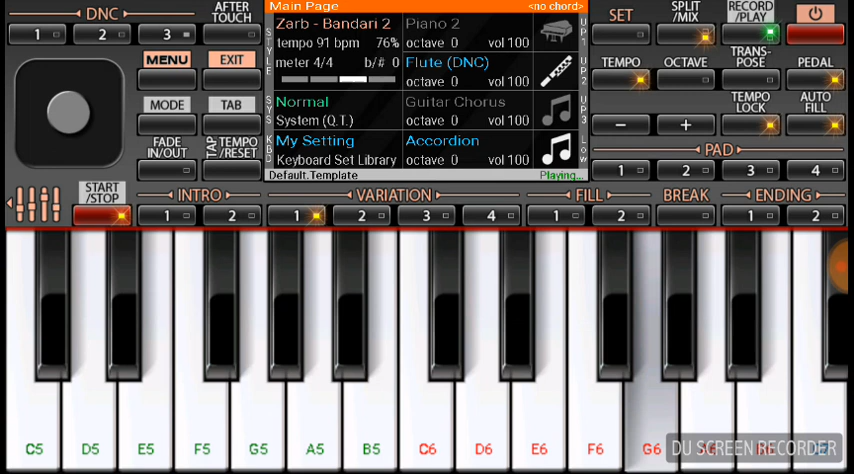 DNC
1 2 3
AFTER TOUCH
MENU EXIT
MODE TAB
FADE IN/OUT
TAP TEMPO /RESET
START /STOP
Main Page <no chord>
STYLE
Zarb - Bandari 2
tempo 91 bpm 76%
meter 4/4 b/# 0
SYS
Normal
System (Q.T.)
KBD
My Setting
Keyboard Set Library
Piano 2
octave 0 vol 100
UP1
Flute (DNC)
octave 0 vol 100
UP2
Guitar Chorus
octave 0 vol 100
UP3
Accordion
octave 0 vol 100
Low
Default.Template Playing...
SET SPLIT /MIX RECORD /PLAY
TEMPO OCTAVE TRANS- POSE PEDAL
− + TEMPO LOCK AUTO FILL
PAD
1 2 3 4
INTRO VARIATION FILL BREAK ENDING
1 2 1 2 3 4 1 2 1 2
C5 D5 E5 F5 G5 A5 B5 C6 D6 E6 F6 G6
DU SCREEN RECORDER